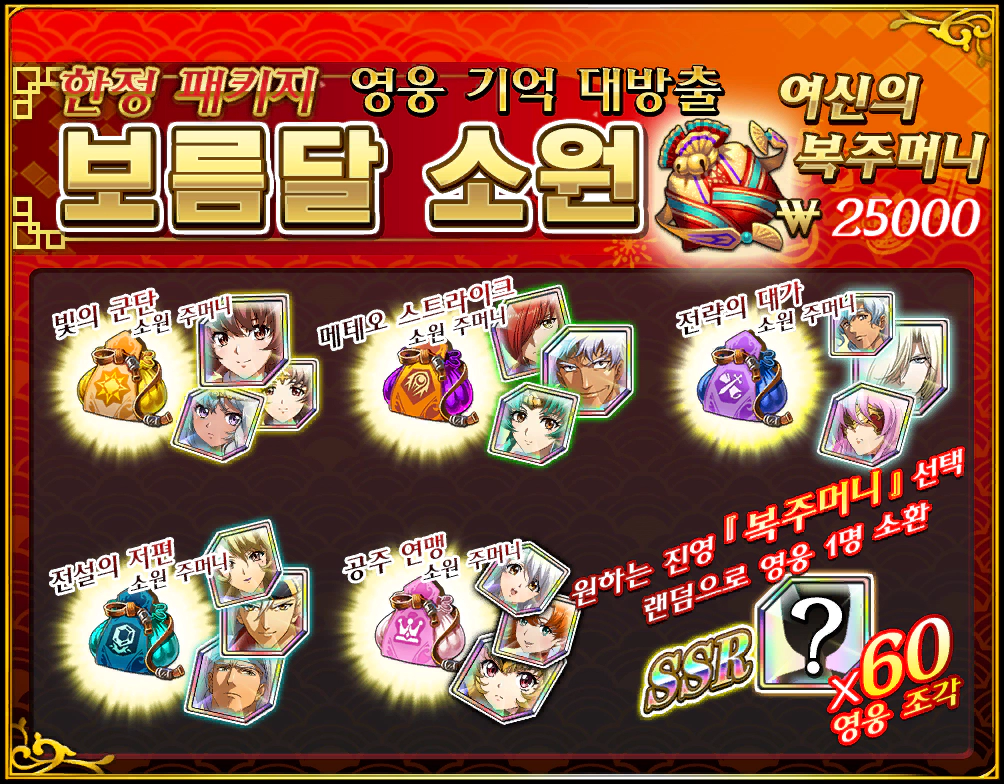 한정 패키지 영웅 기억 대방출
보름달 소원
여신의
복주머니
₩ 25000
빛의 군단
소원 주머니
메테오 스트라이크
소원 주머니
전략의 대가
소원 주머니
전설의 저편
소원 주머니
공주 연맹
소원 주머니
원하는 진영 『복주머니』 선택
랜덤으로 영웅 1명 소환
SSR
?
×60
영웅 조각